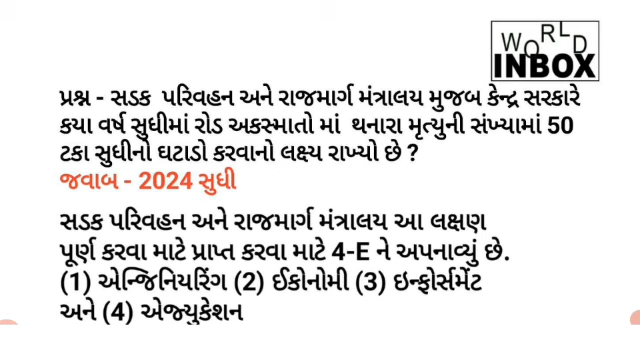 WORLD
INBOX
પ્રશ્ન - સડક પરિવહન અને રાજમાર્ગ મંત્રાલય મુજબ કેન્દ્ર સરકારે
કયા વર્ષ સુધીમાં રોડ અકસ્માતો માં થનારા મૃત્યુની સંખ્યામાં 50
ટકા સુધીનો ઘટાડો કરવાનો લક્ષ્ય રાખ્યો છે ?
જવાબ - 2024 સુધી
સડક પરિવહન અને રાજમાર્ગ મંત્રાલય આ લક્ષણ
પૂર્ણ કરવા માટે પ્રાપ્ત કરવા માટે 4-E ને અપનાવ્યું છે.
(1) એન્જિનિયરિંગ (2) ઈકોનોમી (3) ઇન્ફોર્સમેંટ
અને (4) એજ્યુકેશન